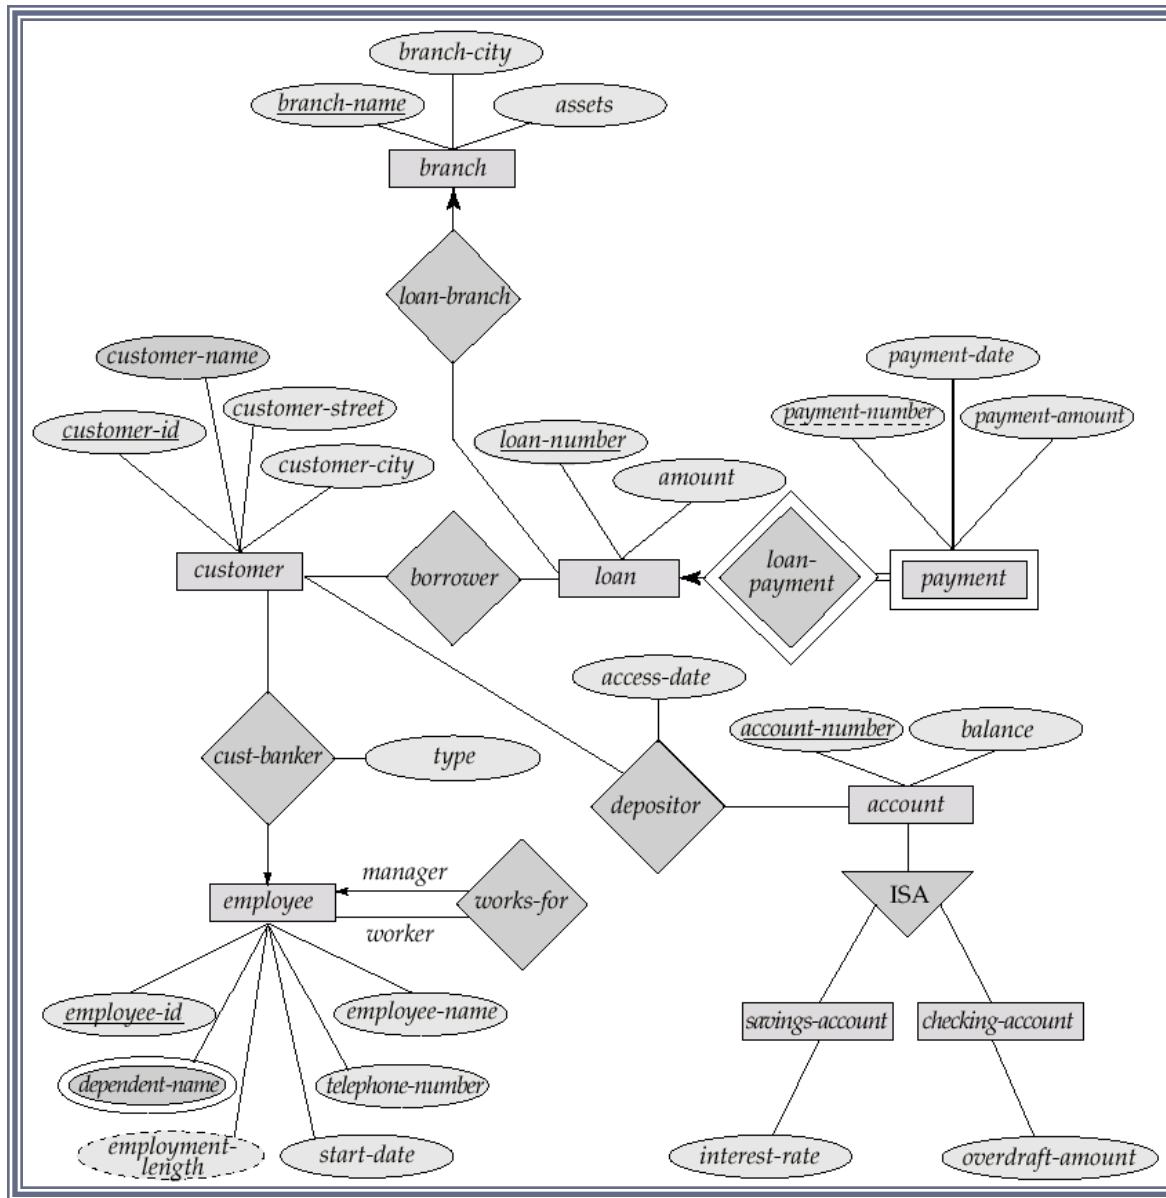 branch-city
branch-name
assets
branch
loan-branch
customer-name
payment-date
customer-street
payment-number
payment-amount
customer-id
loan-number
customer-city
amount
customer
borrower
loan
loan-
payment
payment
access-date
account-number
balance
cust-banker
type
depositor
account
manager
employee
works-for
ISA
worker
employee-id
employee-name
savings-account
checking-account
dependent-name
telephone-number
employment-
length
start-date
interest-rate
overdraft-amount